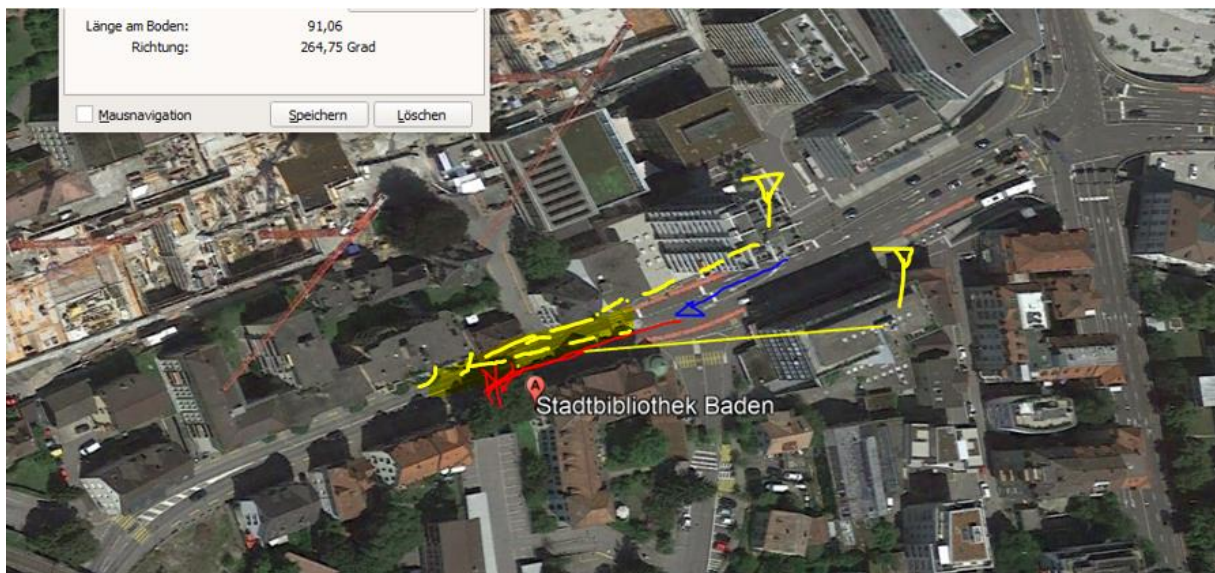 Länge am Boden: 91,06
Richtung: 264,75 Grad
Mausnavigation Speichern Löschen
A
Stadtbibliothek Baden